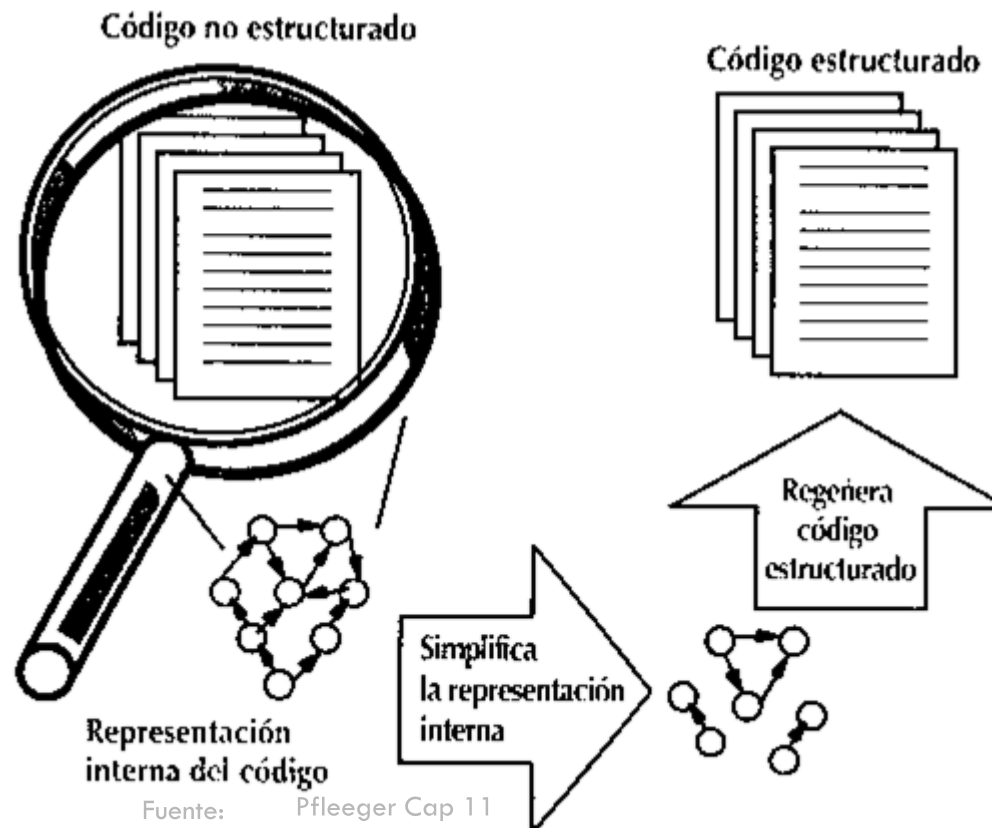 Código no estructurado
Código estructurado
Regenera
código
estructurado
Simplifica
la representación
interna
Representación
interna del código
Fuente: Pfleeger Cap 11